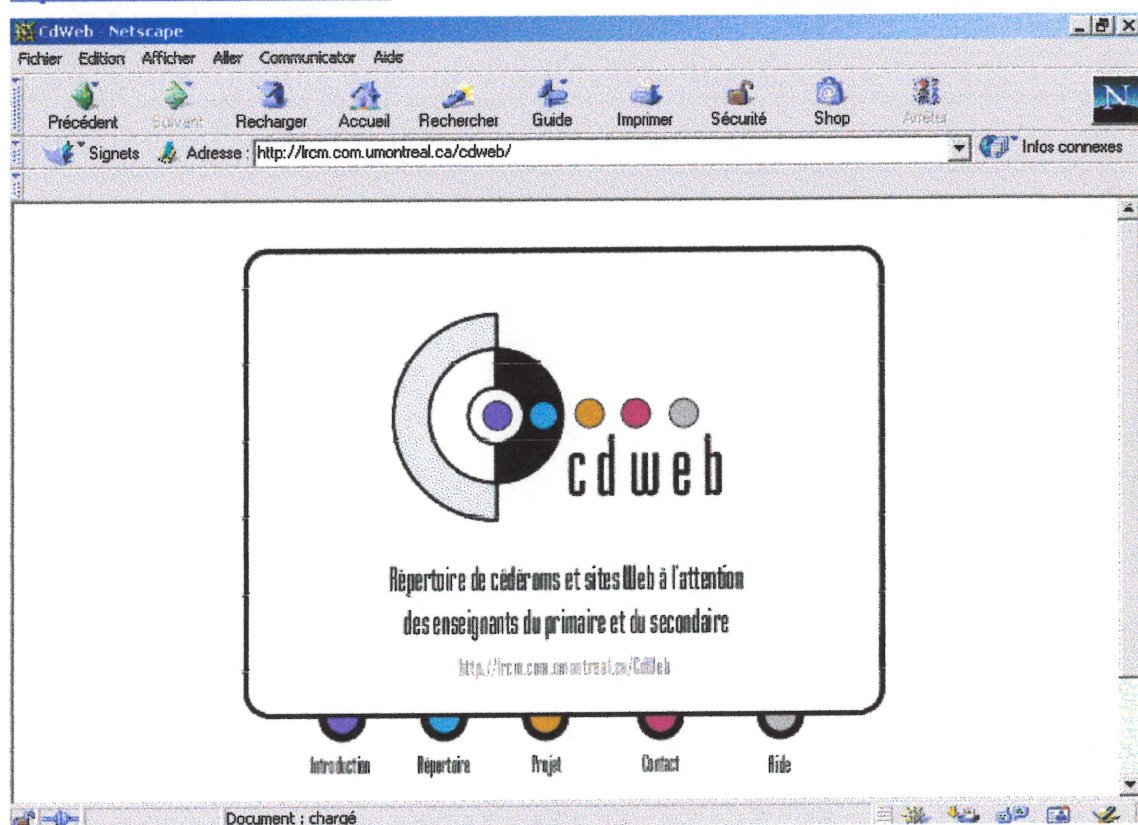 CdWeb - Netscape
Fichier Edition Afficher Aller Communicator Aide
Précédent Suivant Recharger Accueil Rechercher Guide Imprimer Sécurité Shop Arrêter
N
Signets Adresse : http://lrcm.com.umontreal.ca/cdweb/ Infos connexes
cdweb
Répertoire de cédéroms et sites Web à l'attention
des enseignants du primaire et du secondaire
http://lrcm.com.umontreal.ca/CdWeb
Introduction Répertoire Projet Contact Aide
Document : chargé